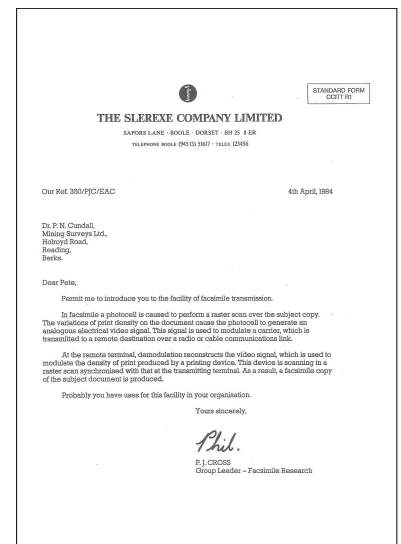 STANDARD FORM
CCITT R1
THE SLEREXE COMPANY LIMITED
SAPORS LANE · BOOLE · DORSET · BH 25 8 ER
TELEPHONE BOOLE (945 13) 51617 · TELEX 123456
Our Ref. 350/PJC/EAC
4th April, 1984
Dr. P. N. Cundall,
Mining Surveys Ltd.,
Holroyd Road,
Reading,
Berks.
Dear Pete,
Permit me to introduce you to the facility of facsimile transmission.
In facsimile a photocell is caused to perform a raster scan over the subject copy.
The variations of print density on the document cause the photocell to generate an
analogous electrical video signal. This signal is used to modulate a carrier, which is
transmitted to a remote destination over a radio or cable communications link.
At the remote terminal, demodulation reconstructs the video signal, which is used to
modulate the density of print produced by a printing device. This device is scanning in a
raster scan synchronised with that at the transmitting terminal. As a result, a facsimile copy
of the subject document is produced.
Probably you have uses for this facility in your organisation.
Yours sincerely,
Phil.
P. J. CROSS
Group Leader – Facsimile Research